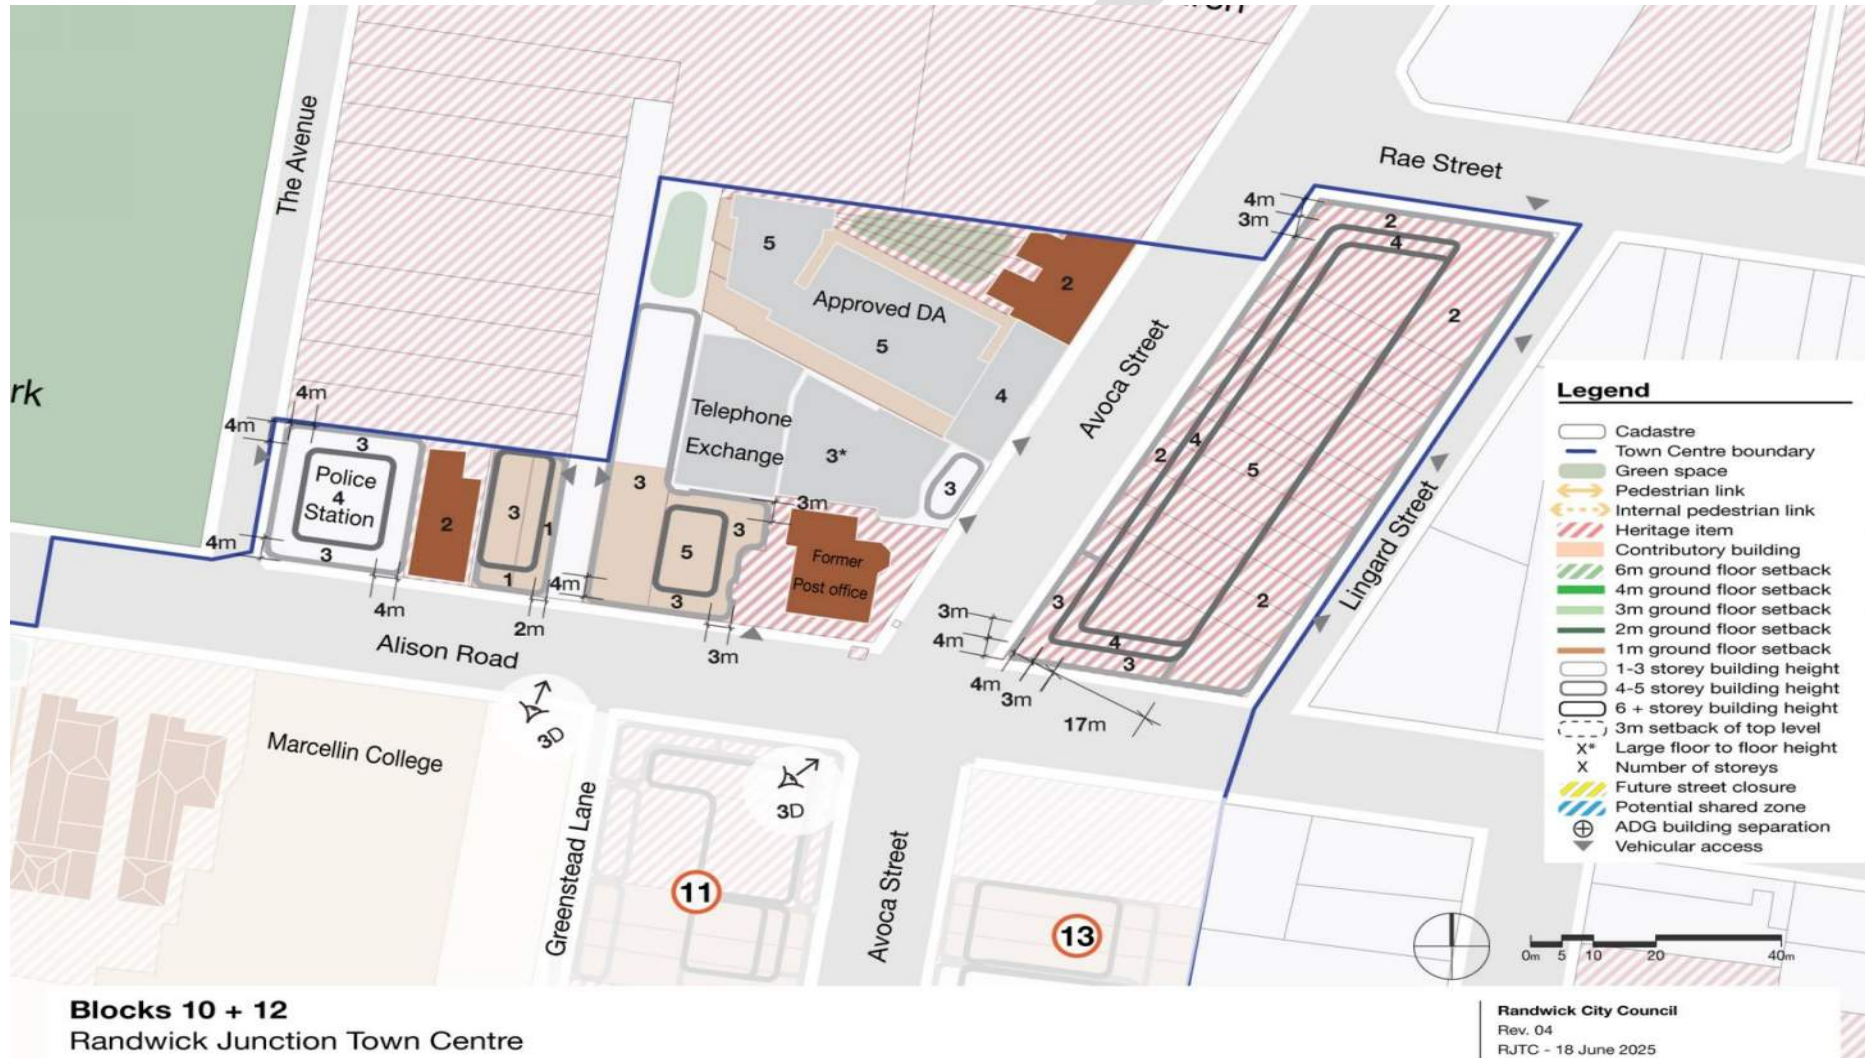 The Avenue
Rae Street
4m
3m
2
4
5
2
2
Approved DA
5
4
Avoca Street
rk
4m
4m
3
Police
4
Station
3
4m
4m
2
3
1
1
2m
4m
3
Telephone
Exchange
3*
3
3m
3
5
3
3m
Former
Post office
2
4
5
2
3
4
3
3m
4m
4m
3m
17m
Lingard Street
Alison Road
3D
3D
Marcellin College
Greenstead Lane
Avoca Street
11
13
Legend
Cadastre
Town Centre boundary
Green space
Pedestrian link
Internal pedestrian link
Heritage item
Contributory building
6m ground floor setback
4m ground floor setback
3m ground floor setback
2m ground floor setback
1m ground floor setback
1-3 storey building height
4-5 storey building height
6 + storey building height
3m setback of top level
X* Large floor to floor height
X Number of storeys
Future street closure
Potential shared zone
ADG building separation
Vehicular access
0m 5 10 20 40m
Blocks 10 + 12
Randwick Junction Town Centre
Randwick City Council
Rev. 04
RJTC - 18 June 2025